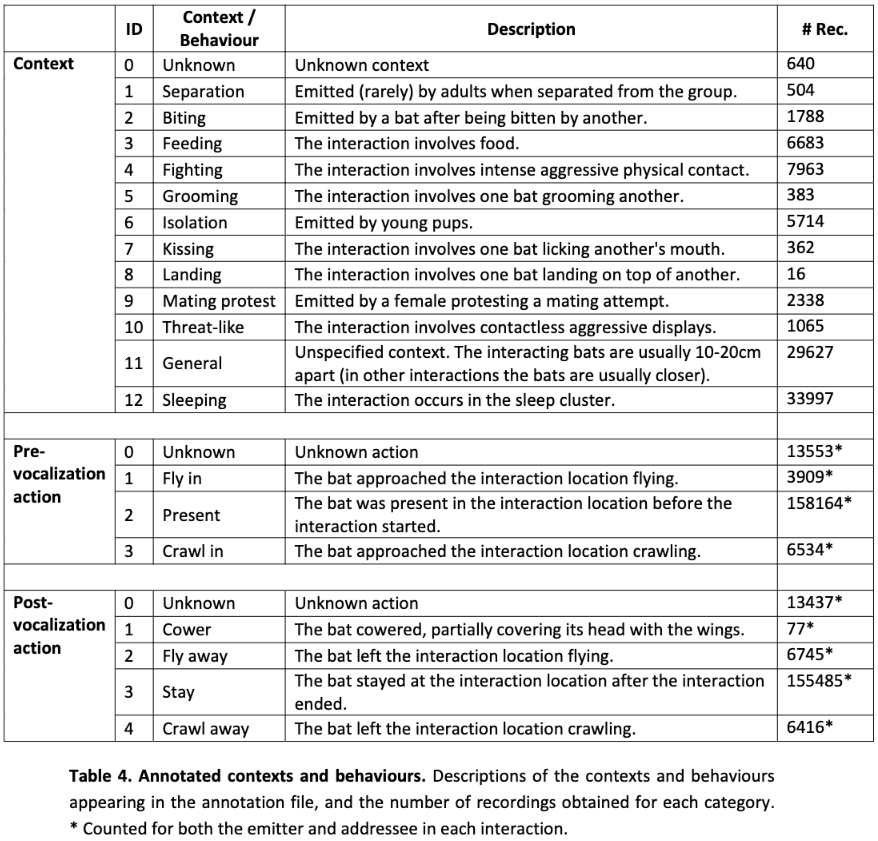 ID Context / Behaviour Description # Rec.
Context 0 Unknown Unknown context 640
1 Separation Emitted (rarely) by adults when separated from the group. 504
2 Biting Emitted by a bat after being bitten by another. 1788
3 Feeding The interaction involves food. 6683
4 Fighting The interaction involves intense aggressive physical contact. 7963
5 Grooming The interaction involves one bat grooming another. 383
6 Isolation Emitted by young pups. 5714
7 Kissing The interaction involves one bat licking another's mouth. 362
8 Landing The interaction involves one bat landing on top of another. 16
9 Mating protest Emitted by a female protesting a mating attempt. 2338
10 Threat-like The interaction involves contactless aggressive displays. 1065
11 General Unspecified context. The interacting bats are usually 10-20cm
apart (in other interactions the bats are usually closer). 29627
12 Sleeping The interaction occurs in the sleep cluster. 33997
Pre-
vocalization
action
0 Unknown Unknown action 13553*
1 Fly in The bat approached the interaction location flying. 3909*
2 Present The bat was present in the interaction location before the
interaction started. 158164*
3 Crawl in The bat approached the interaction location crawling. 6534*
Post-
vocalization
action
0 Unknown Unknown action 13437*
1 Cower The bat cowered, partially covering its head with the wings. 77*
2 Fly away The bat left the interaction location flying. 6745*
3 Stay The bat stayed at the interaction location after the interaction
ended. 155485*
4 Crawl away The bat left the interaction location crawling. 6416*
Table 4. Annotated contexts and behaviours. Descriptions of the contexts and behaviours
appearing in the annotation file, and the number of recordings obtained for each category.
* Counted for both the emitter and addressee in each interaction.